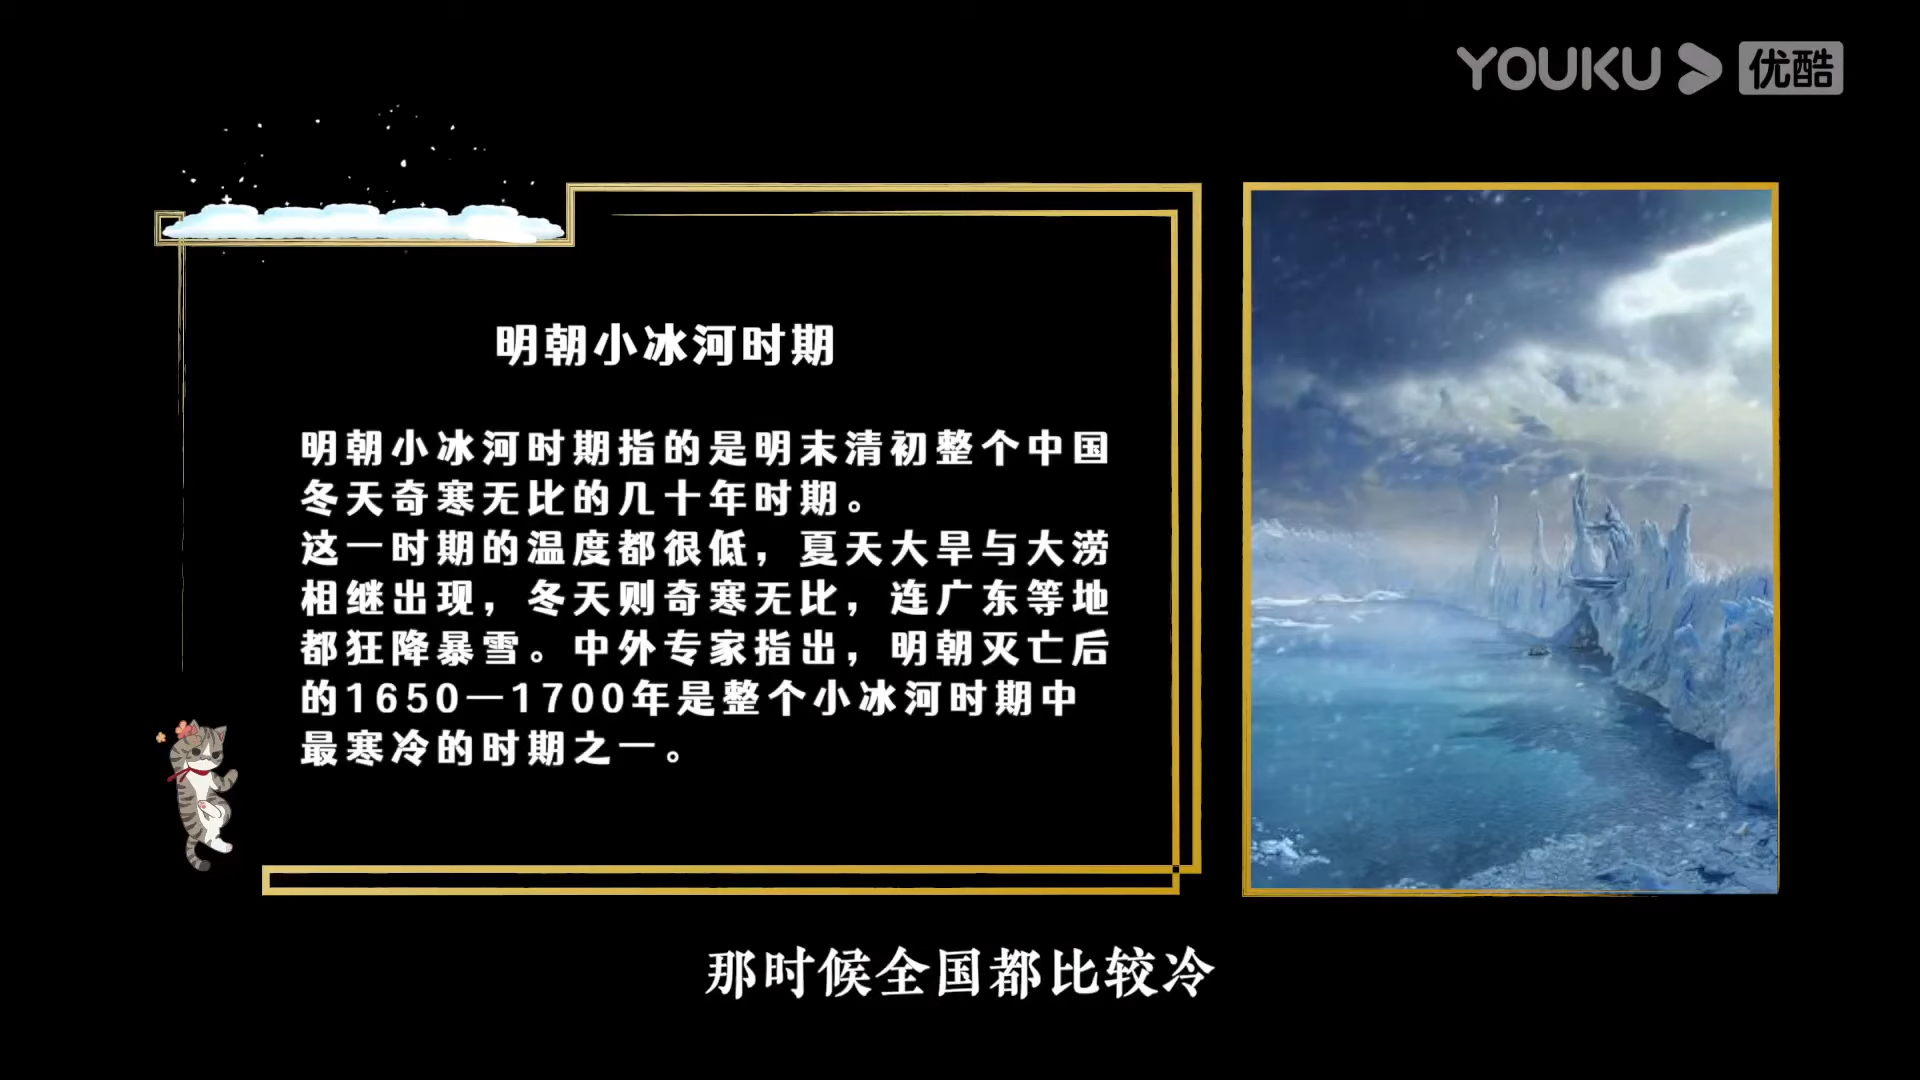 YOUKU 优酷
明朝小冰河时期
明朝小冰河时期指的是明末清初整个中国
冬天奇寒无比的几十年时期。
这一时期的温度都很低，夏天大旱与大涝
相继出现，冬天则奇寒无比，连广东等地
都狂降暴雪。中外专家指出，明朝灭亡后
的1650—1700年是整个小冰河时期中
最寒冷的时期之一。
那时候全国都比较冷